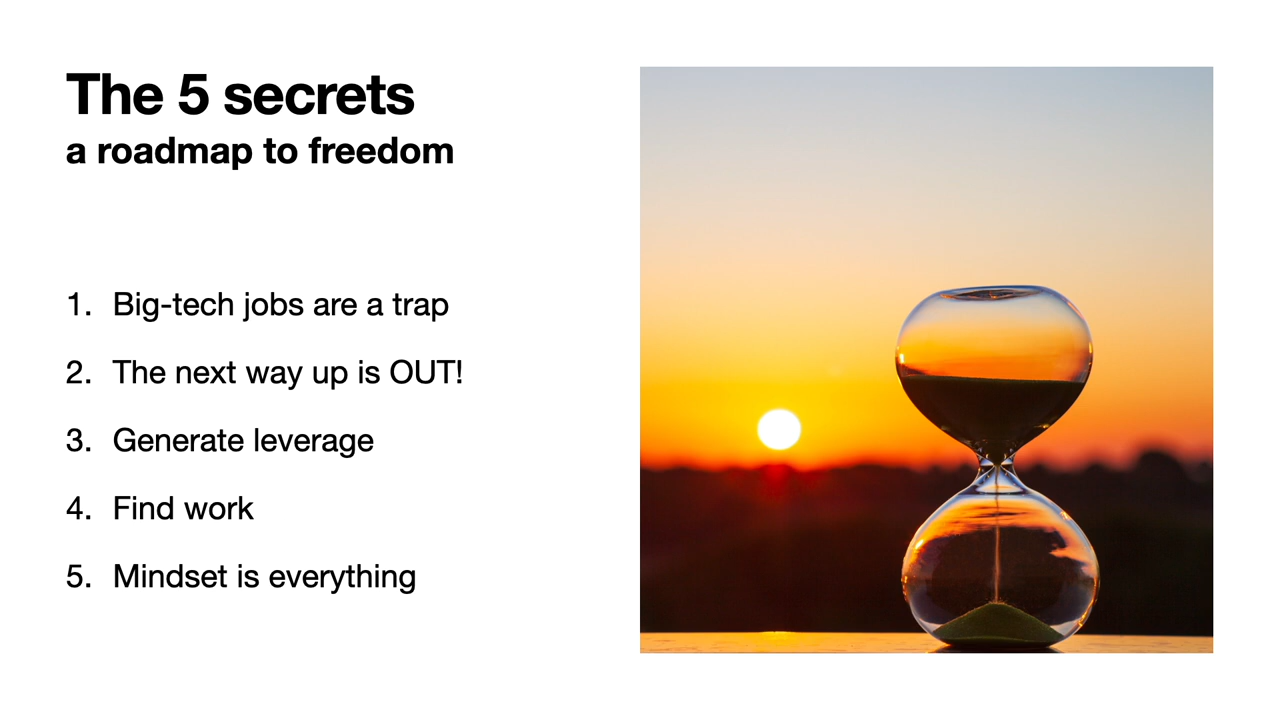 The 5 secrets
a roadmap to freedom
1. Big-tech jobs are a trap
2. The next way up is OUT!
3. Generate leverage
4. Find work
5. Mindset is everything